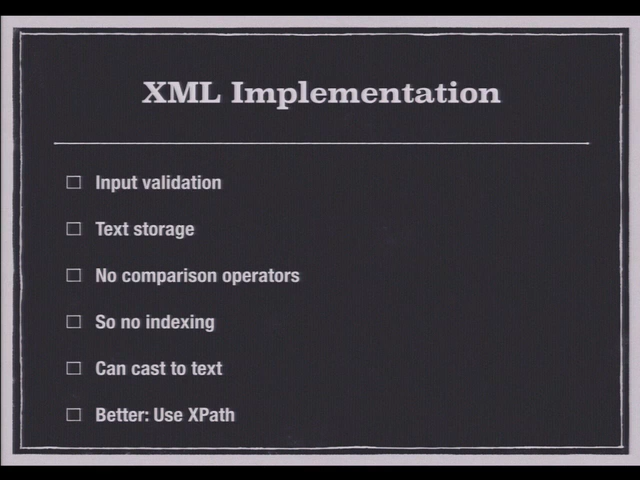 XML Implementation
Input validation
Text storage
No comparison operators
So no indexing
Can cast to text
Better: Use XPath